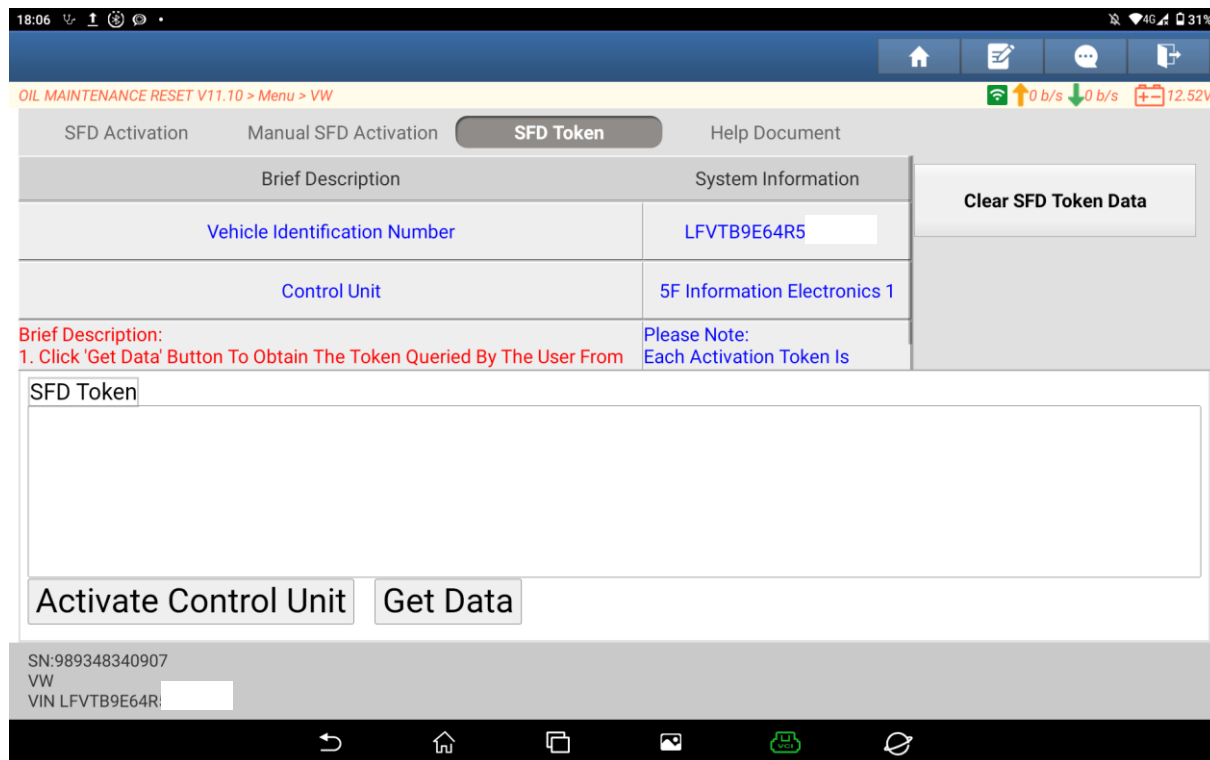 18:06
4G 31%
OIL MAINTENANCE RESET V11.10 > Menu > VW
0 b/s 0 b/s 12.52V
SFD Activation Manual SFD Activation SFD Token Help Document
Brief Description System Information
Clear SFD Token Data
Vehicle Identification Number LFVTB9E64R5
Control Unit 5F Information Electronics 1
Brief Description: Please Note:
1. Click 'Get Data' Button To Obtain The Token Queried By The User From Each Activation Token Is
SFD Token
Activate Control Unit Get Data
SN:989348340907
VW
VIN LFVTB9E64R
VCI